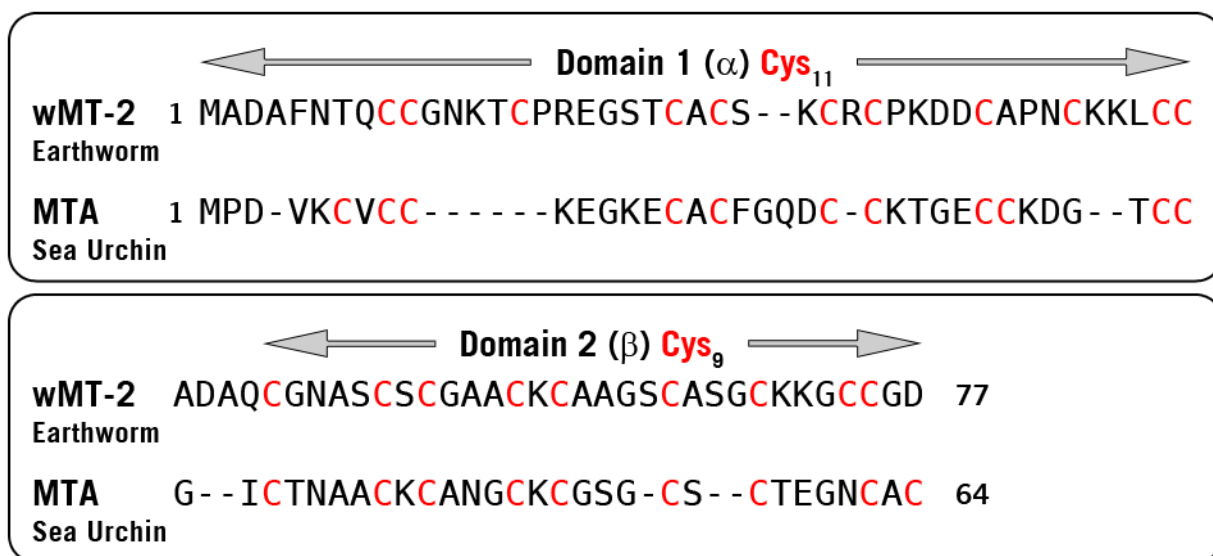 Domain 1 (α) Cys₁₁
wMT-2 1 MADAFNTQCCGNKTCPREGSTCACS--KCRCPKDDCAPNCKKLCC
Earthworm
MTA 1 MPD-VKCVCC------KEGKECACFGQDC-CKTGECCKDG--TCC
Sea Urchin
Domain 2 (β) Cys₉
wMT-2 ADAQCGNASCSCGAACKCAAGSCASGCKKGCCGD 77
Earthworm
MTA G--ICTNAACKCANGCKCGSG-CS--CTEGNCAC 64
Sea Urchin